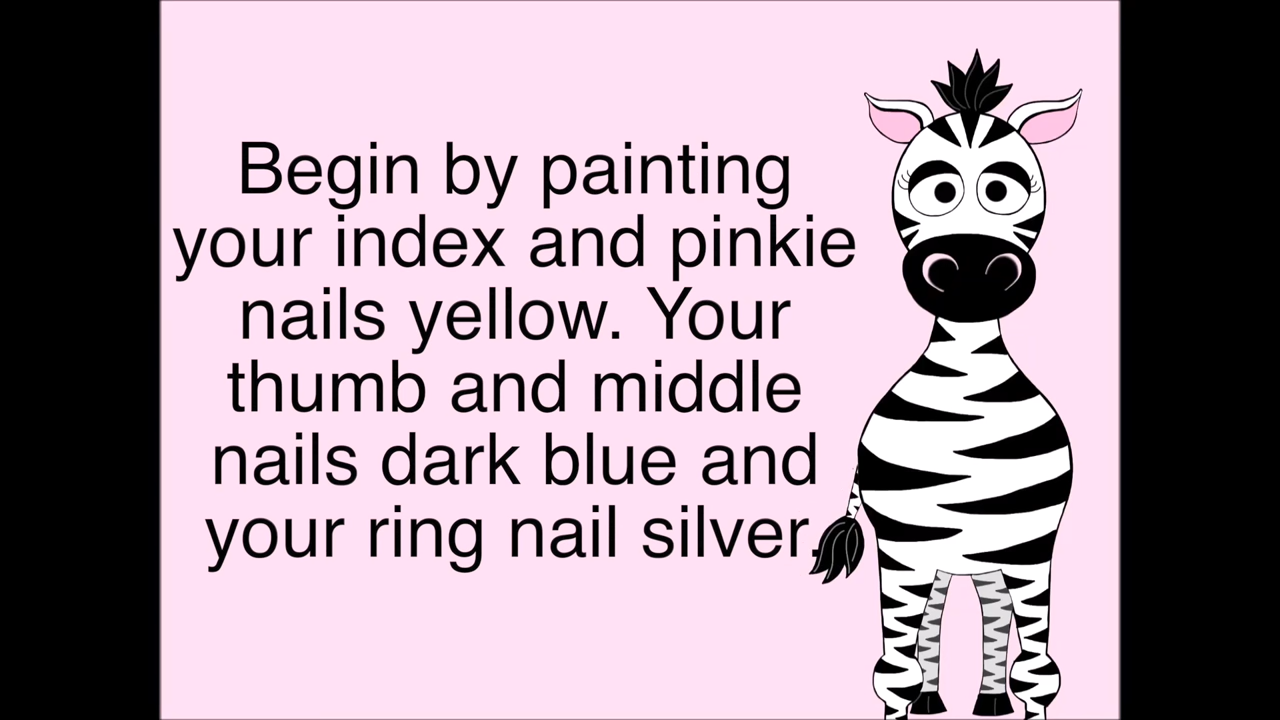 Begin by painting
your index and pinkie
nails yellow. Your
thumb and middle
nails dark blue and
your ring nail silver.